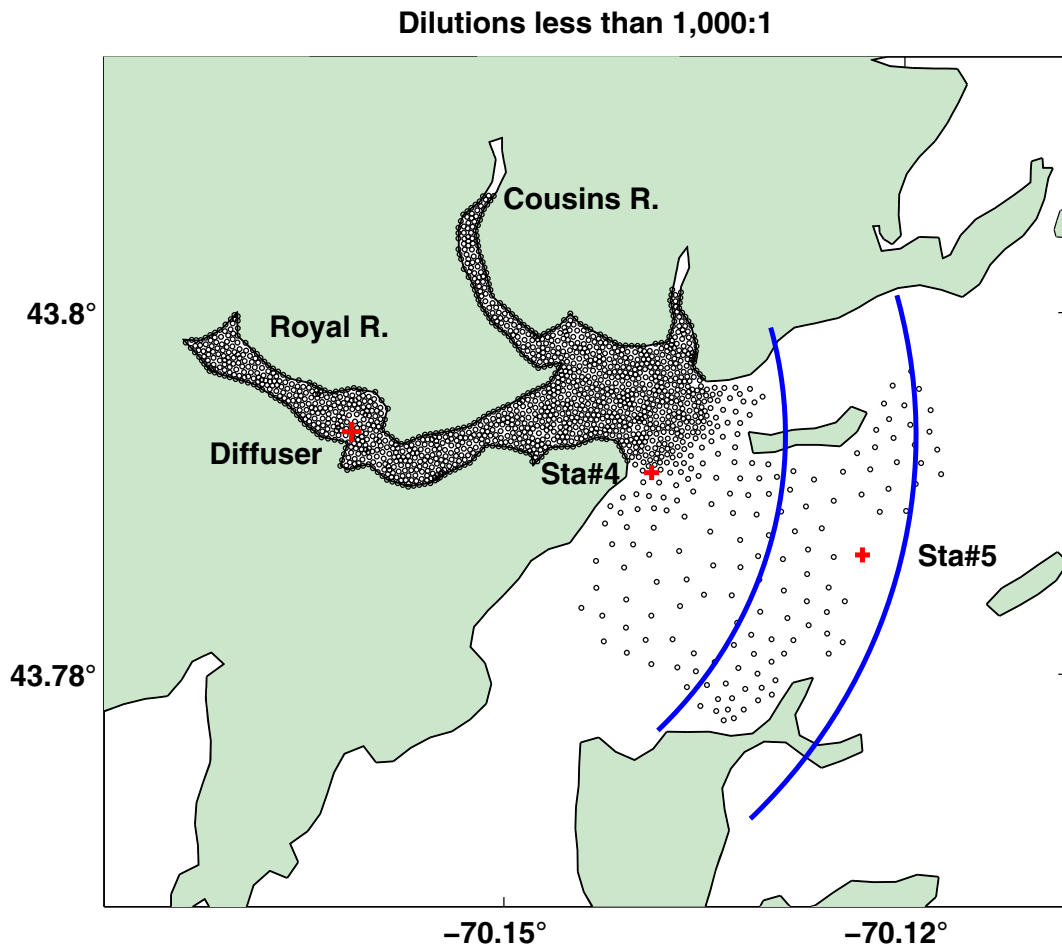 Dilutions less than 1,000:1
Cousins R.
43.8°
Royal R.
Diffuser
Sta#4
Sta#5
43.78°
−70.15°
−70.12°